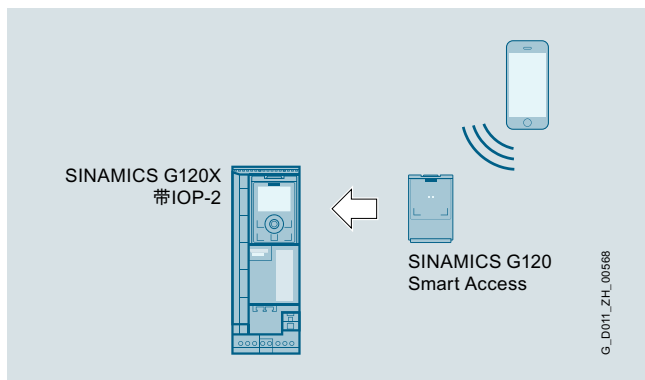 SINAMICS G120X
带IOP-2
SINAMICS G120
Smart Access
G_D011_ZH_00568